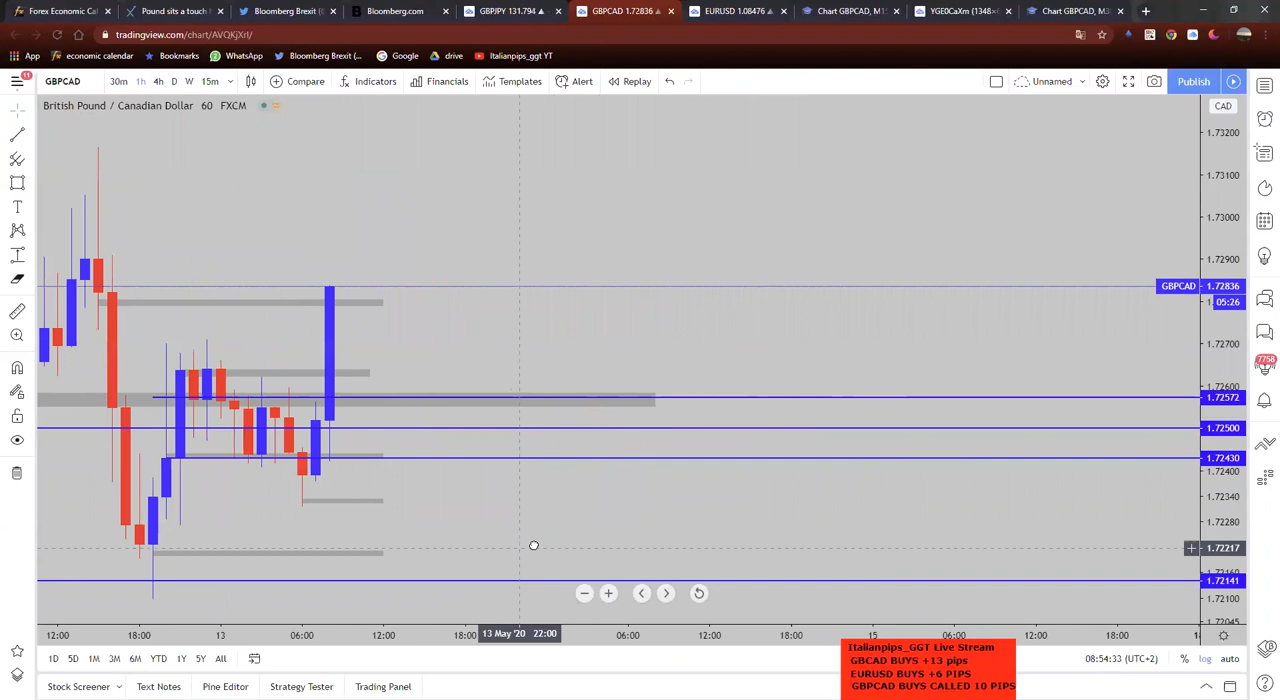 Forex Economic Cal
Pound sits a touch
Bloomberg Brexit (
Bloomberg.com
GBPJPY 131.794
GBPCAD 1.72836
EURUSD 1.08476
Chart GBPCAD, M1
YGE0CaXm (1348×
Chart GBPCAD, M3
tradingview.com/chart/AVQKjXrI/
App
economic calendar
Bookmarks
WhatsApp
Bloomberg Brexit (...
Google
drive
Italianpips_ggt YT
11
GBPCAD
30m
1h
4h
D
W
15m
Compare
Indicators
Financials
Templates
Alert
Replay
Unnamed
Publish
British Pound / Canadian Dollar 60 FXCM
CAD
1.73200
1.73100
1.73000
1.72900
GBPCAD 1.72836
05:26
1.72700
1.72600
1.72572
1.72500
1.72430
1.72400
1.72340
1.72280
1.72217
1.72141
1.72100
1.72045
7758
12:00
18:00
13
06:00
12:00
18:00
13 May '20 22:00
06:00
12:00
18:00
15
06:00
12:00
18:00
1D
5D
1M
3M
6M
YTD
1Y
5Y
All
08:54:33 (UTC+2)
%
log
auto
Italianpips_GGT Live Stream
GBCAD BUYS +13 pips
EURUSD BUYS +6 PIPS
GBPCAD BUYS CALLED 10 PIPS
Stock Screener
Text Notes
Pine Editor
Strategy Tester
Trading Panel